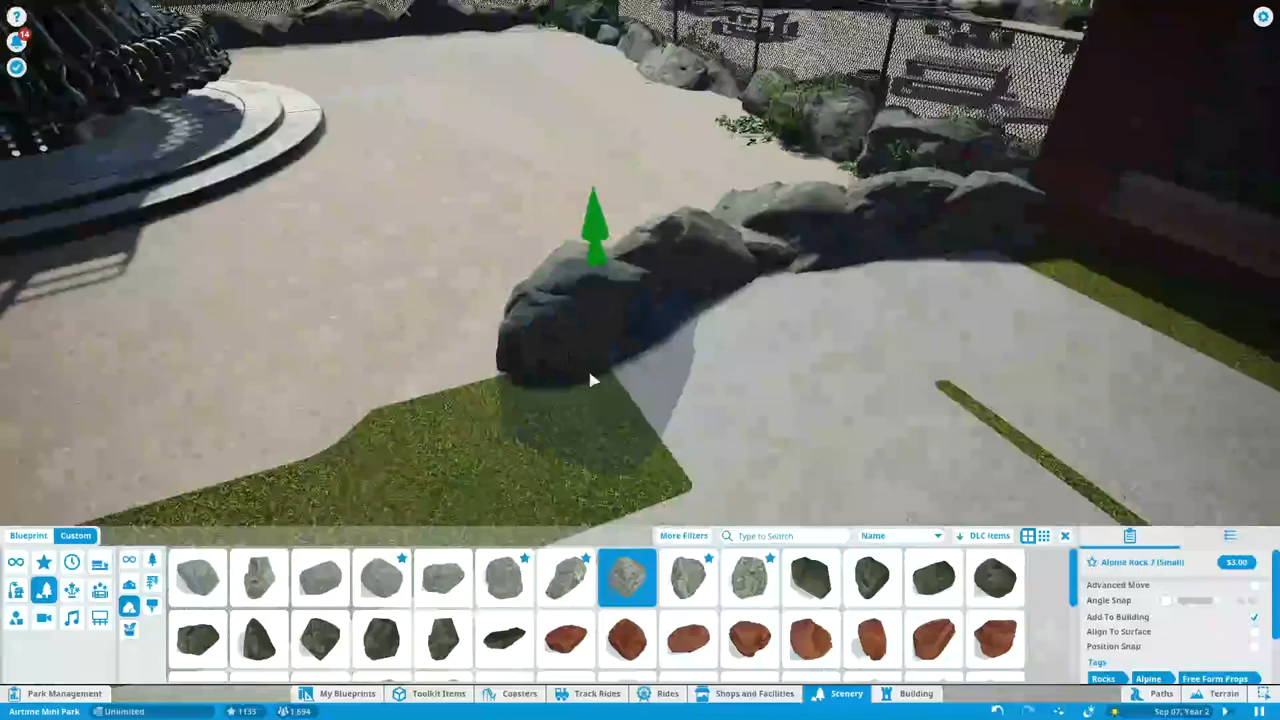 ?
14
Blueprint Custom
More Filters Type to Search Name DLC Items
Alpine Rock 7 (Small) $3.00
Advanced Move
Angle Snap
Add To Building
Align To Surface
Position Snap
Tags
Rocks Alpine Free Form Props
Park Management My Blueprints Toolkit Items Coasters Track Rides Rides Shops and Facilities Scenery Building Paths Terrain
Airtime Mini Park Unlimited 1133 1,694 Sep 07, Year 2